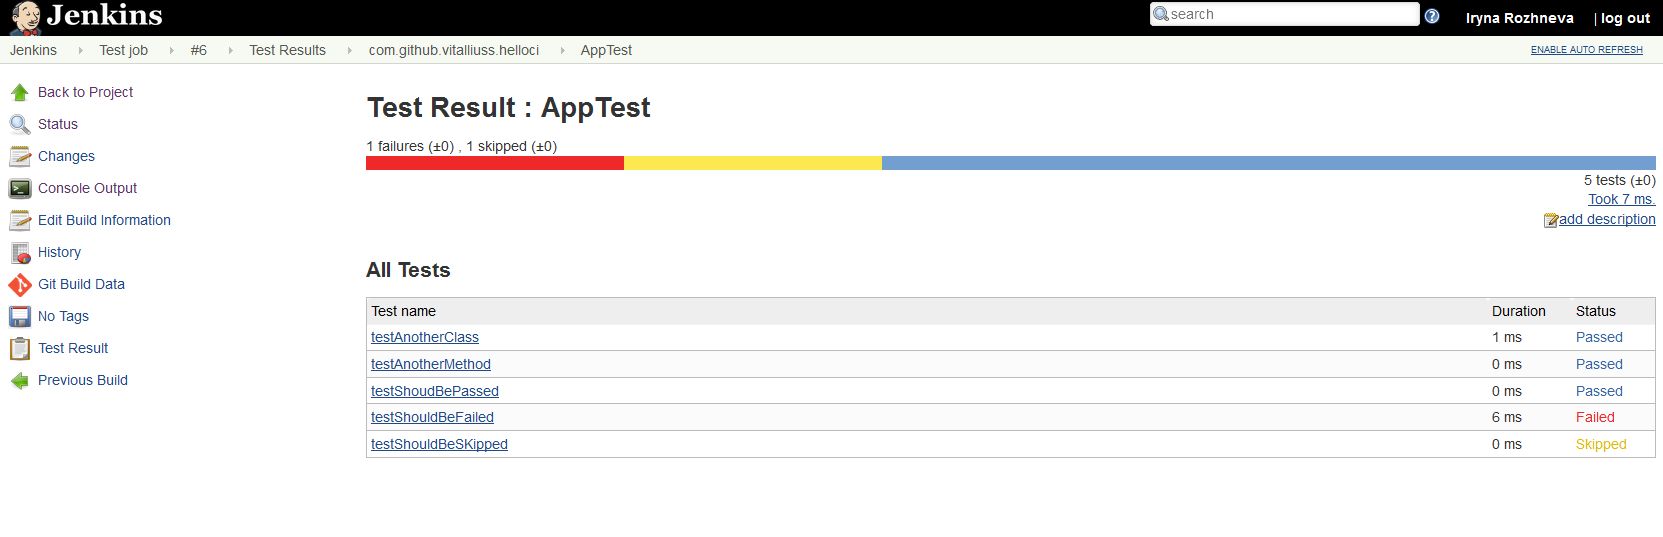 Jenkins
search
Iryna Rozhneva | log out
Jenkins Test job #6 Test Results com.github.vitalliuss.helloci AppTest
ENABLE AUTO REFRESH
Back to Project
Status
Changes
Console Output
Edit Build Information
History
Git Build Data
No Tags
Test Result
Previous Build
Test Result : AppTest
1 failures (±0) , 1 skipped (±0)
5 tests (±0)
Took 7 ms.
add description
All Tests
Test name Duration Status
testAnotherClass 1 ms Passed
testAnotherMethod 0 ms Passed
testShoudBePassed 0 ms Passed
testShouldBeFailed 6 ms Failed
testShouldBeSKipped 0 ms Skipped